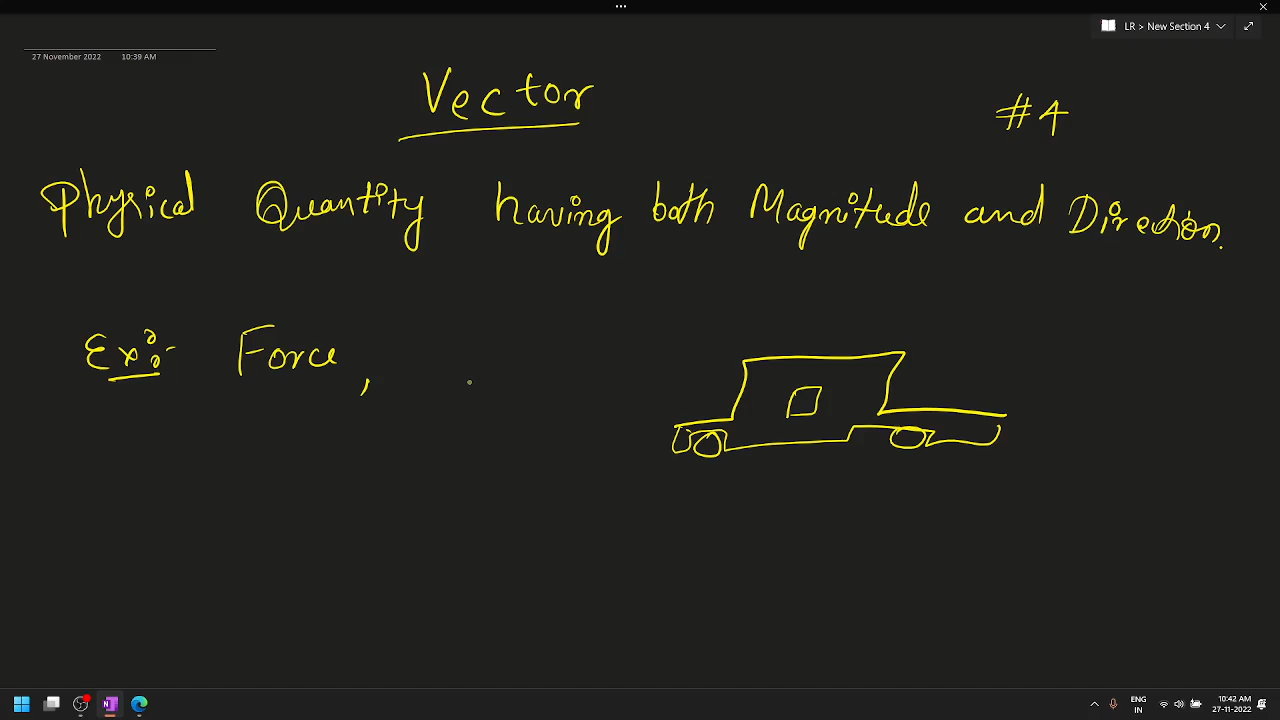 LR > New Section 4
27 November 2022 10:39 AM
Vector
#4
Physical Quantity having both Magnitude and Direction.
Ex:- Force,
ENG
IN
10:42 AM
27-11-2022